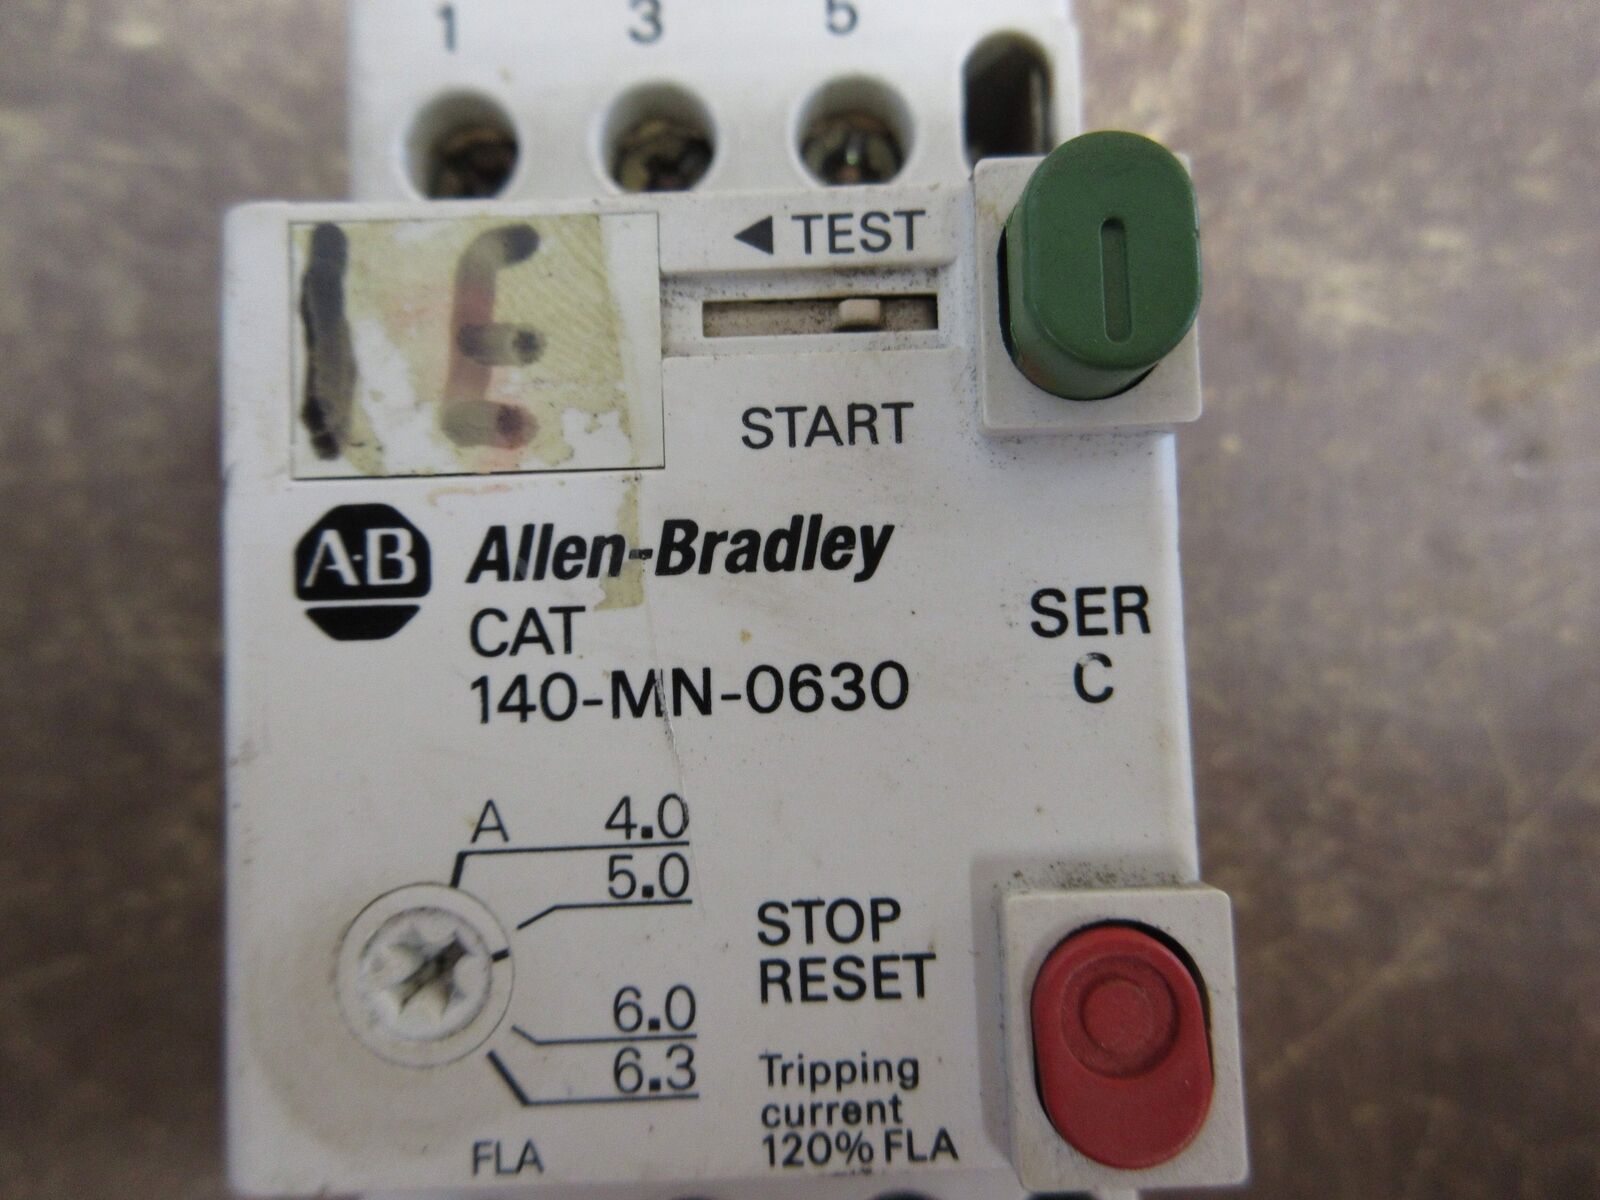 1 3 5
◀ TEST
1E
START
A-B Allen-Bradley
CAT
140-MN-0630
SER
C
A 4.0
5.0
6.0
6.3
FLA
STOP
RESET
Tripping
current
120% FLA